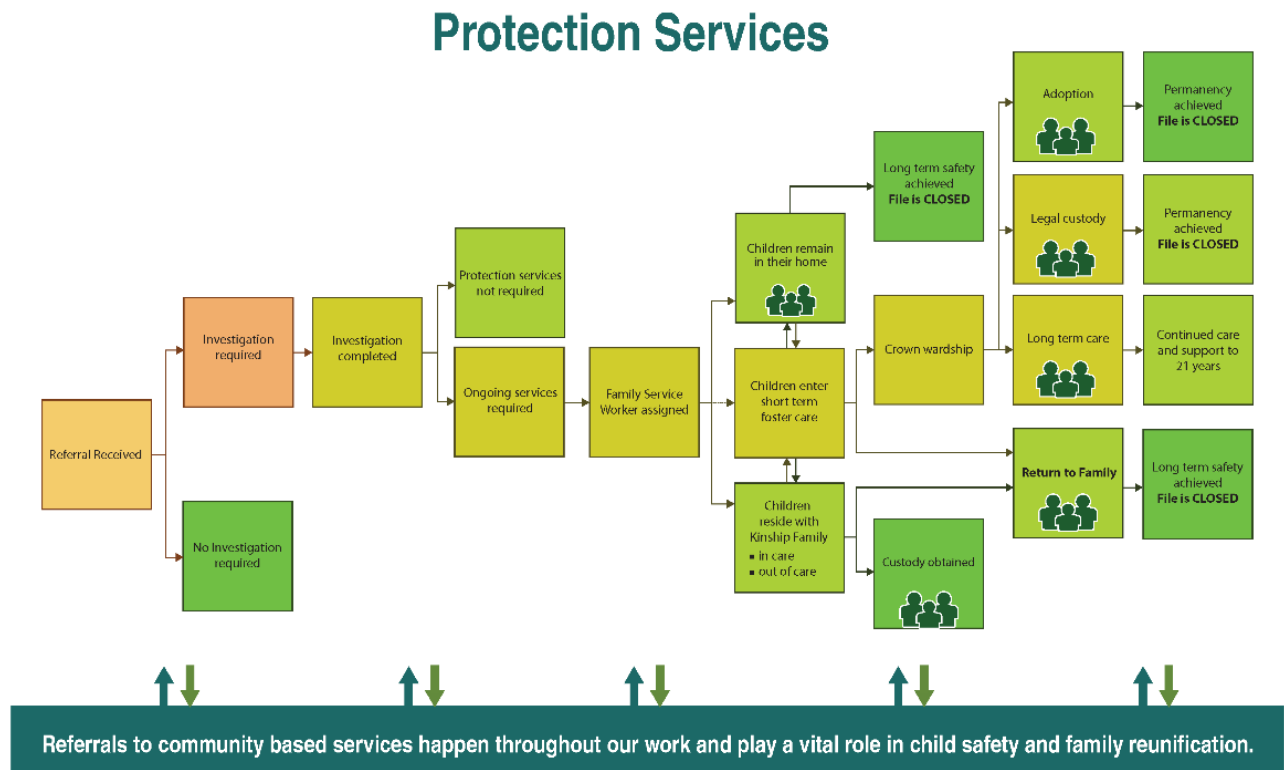 Protection Services
Referral Received
Investigation
required
No Investigation
required
Investigation
completed
Protection services
not required
Ongoing services
required
Family Service
Worker assigned
Children remain
in their home
Children enter
short term
foster care
Children
reside with
Kinship Family
▪ in care
▪ out of care
Long term safety
achieved
File is CLOSED
Crown wardship
Custody obtained
Adoption
Permanency
achieved
File is CLOSED
Legal custody
Permanency
achieved
File is CLOSED
Long term care
Continued care
and support to
21 years
Return to Family
Long term safety
achieved
File is CLOSED
Referrals to community based services happen throughout our work and play a vital role in child safety and family reunification.